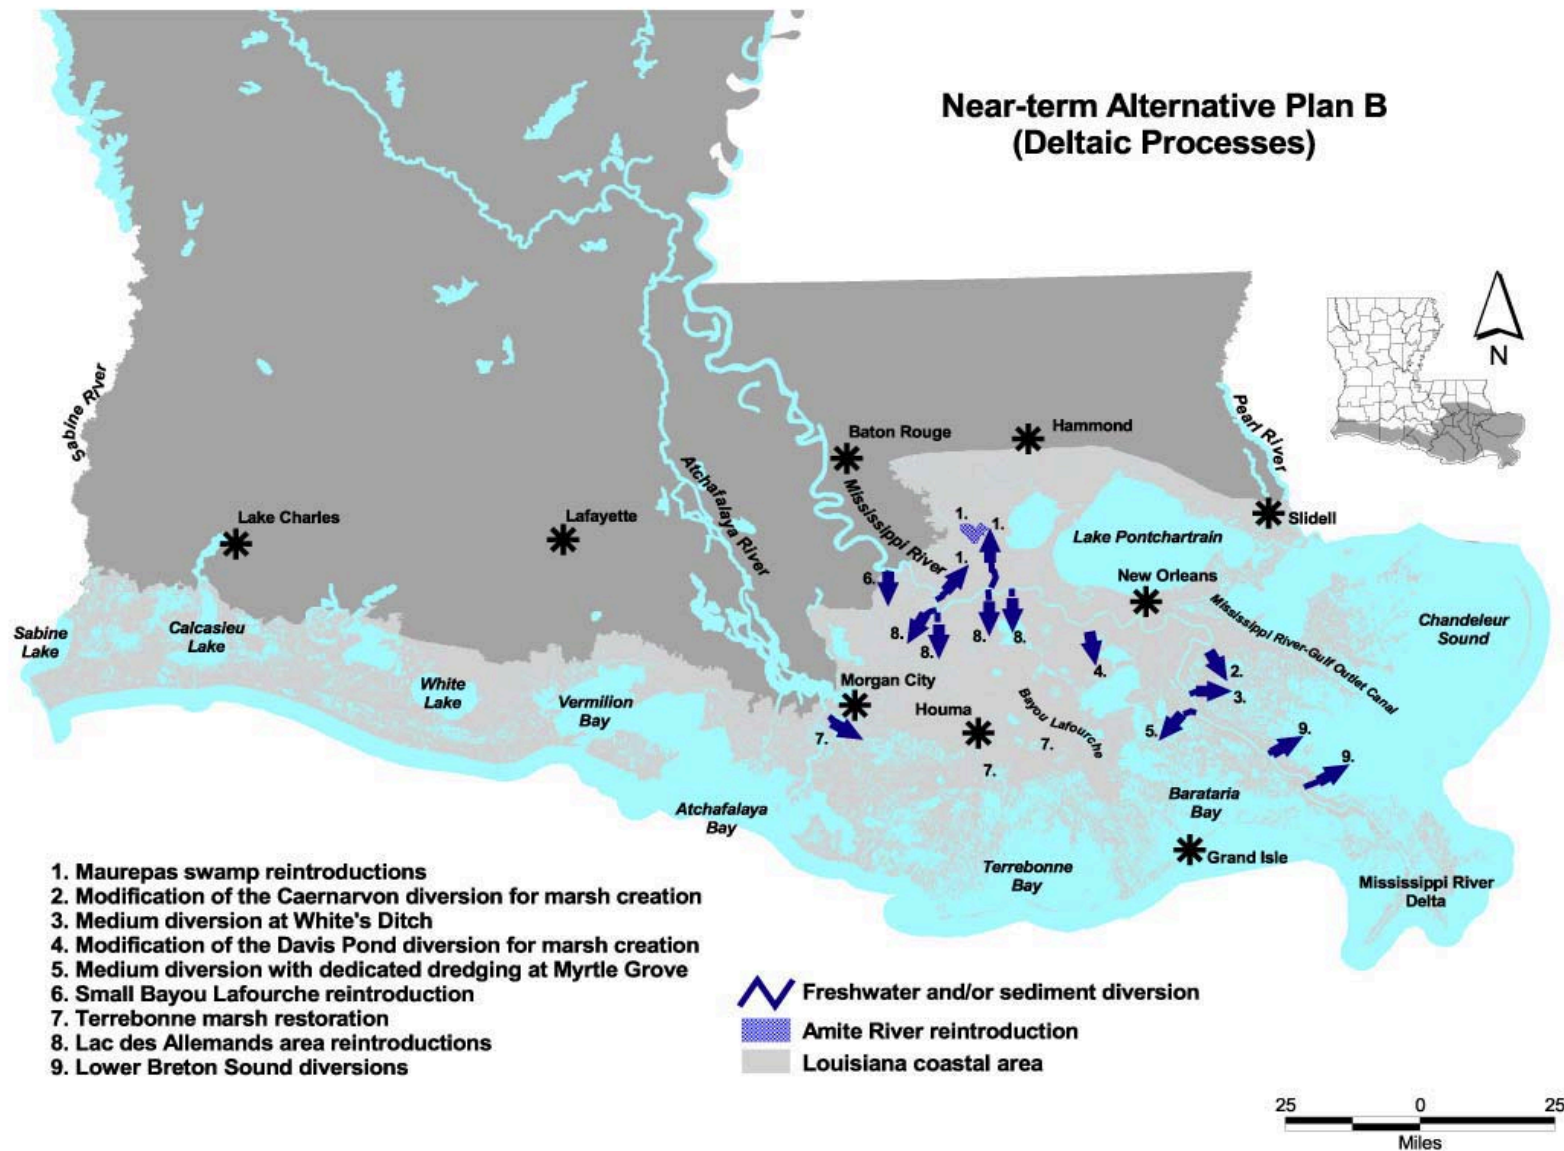 Near-term Alternative Plan B
(Deltaic Processes)
N
Sabine River
Pearl River
Baton Rouge
Hammond
Atchafalaya River
Mississippi River
Lake Charles
Lafayette
Slidell
1.
1.
1.
Lake Pontchartrain
New Orleans
6.
Mississippi River-Gulf Outlet Canal
Chandeleur
Sound
Sabine
Lake
Calcasieu
Lake
8.
8.
8.
8.
4.
2.
3.
White
Lake
Vermilion
Bay
Morgan City
Houma
Bayou Lafourche
7.
7.
7.
5.
9.
9.
Atchafalaya
Bay
Barataria
Bay
Terrebonne
Bay
Grand Isle
Mississippi River
Delta
1. Maurepas swamp reintroductions
2. Modification of the Caernarvon diversion for marsh creation
3. Medium diversion at White's Ditch
4. Modification of the Davis Pond diversion for marsh creation
5. Medium diversion with dedicated dredging at Myrtle Grove
6. Small Bayou Lafourche reintroduction
7. Terrebonne marsh restoration
8. Lac des Allemands area reintroductions
9. Lower Breton Sound diversions
Freshwater and/or sediment diversion
Amite River reintroduction
Louisiana coastal area
25 0 25
Miles